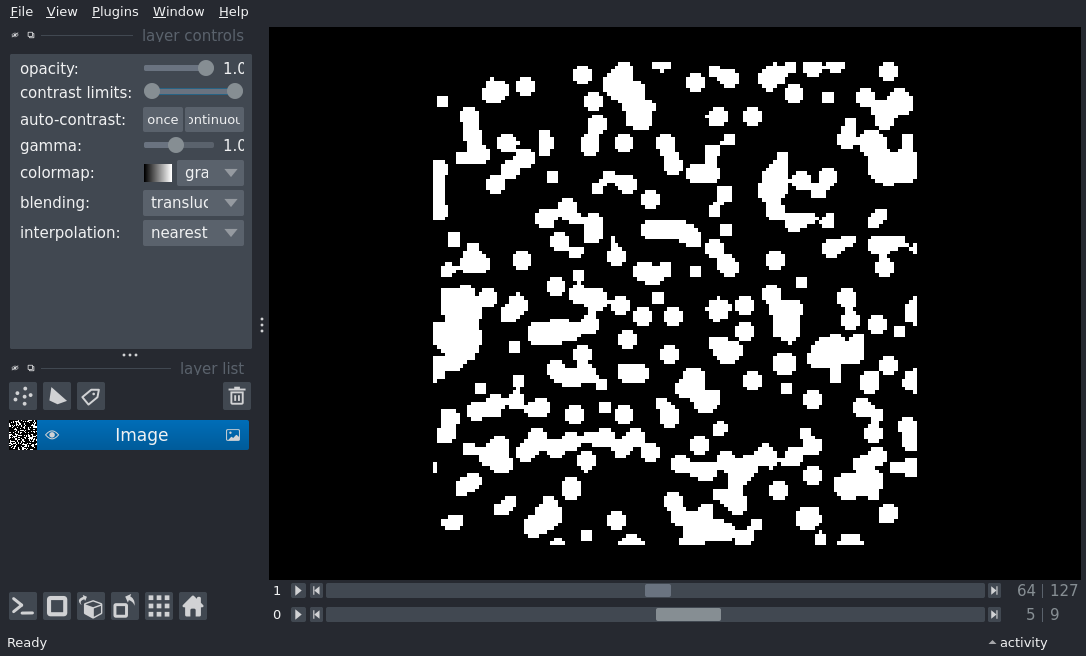 File View Plugins Window Help
layer controls
opacity: 1.0
contrast limits:
auto-contrast: once ontinuou
gamma: 1.0
colormap: gra
blending: transluc
interpolation: nearest
layer list
Image
1 64 | 127
0 5 | 9
Ready activity